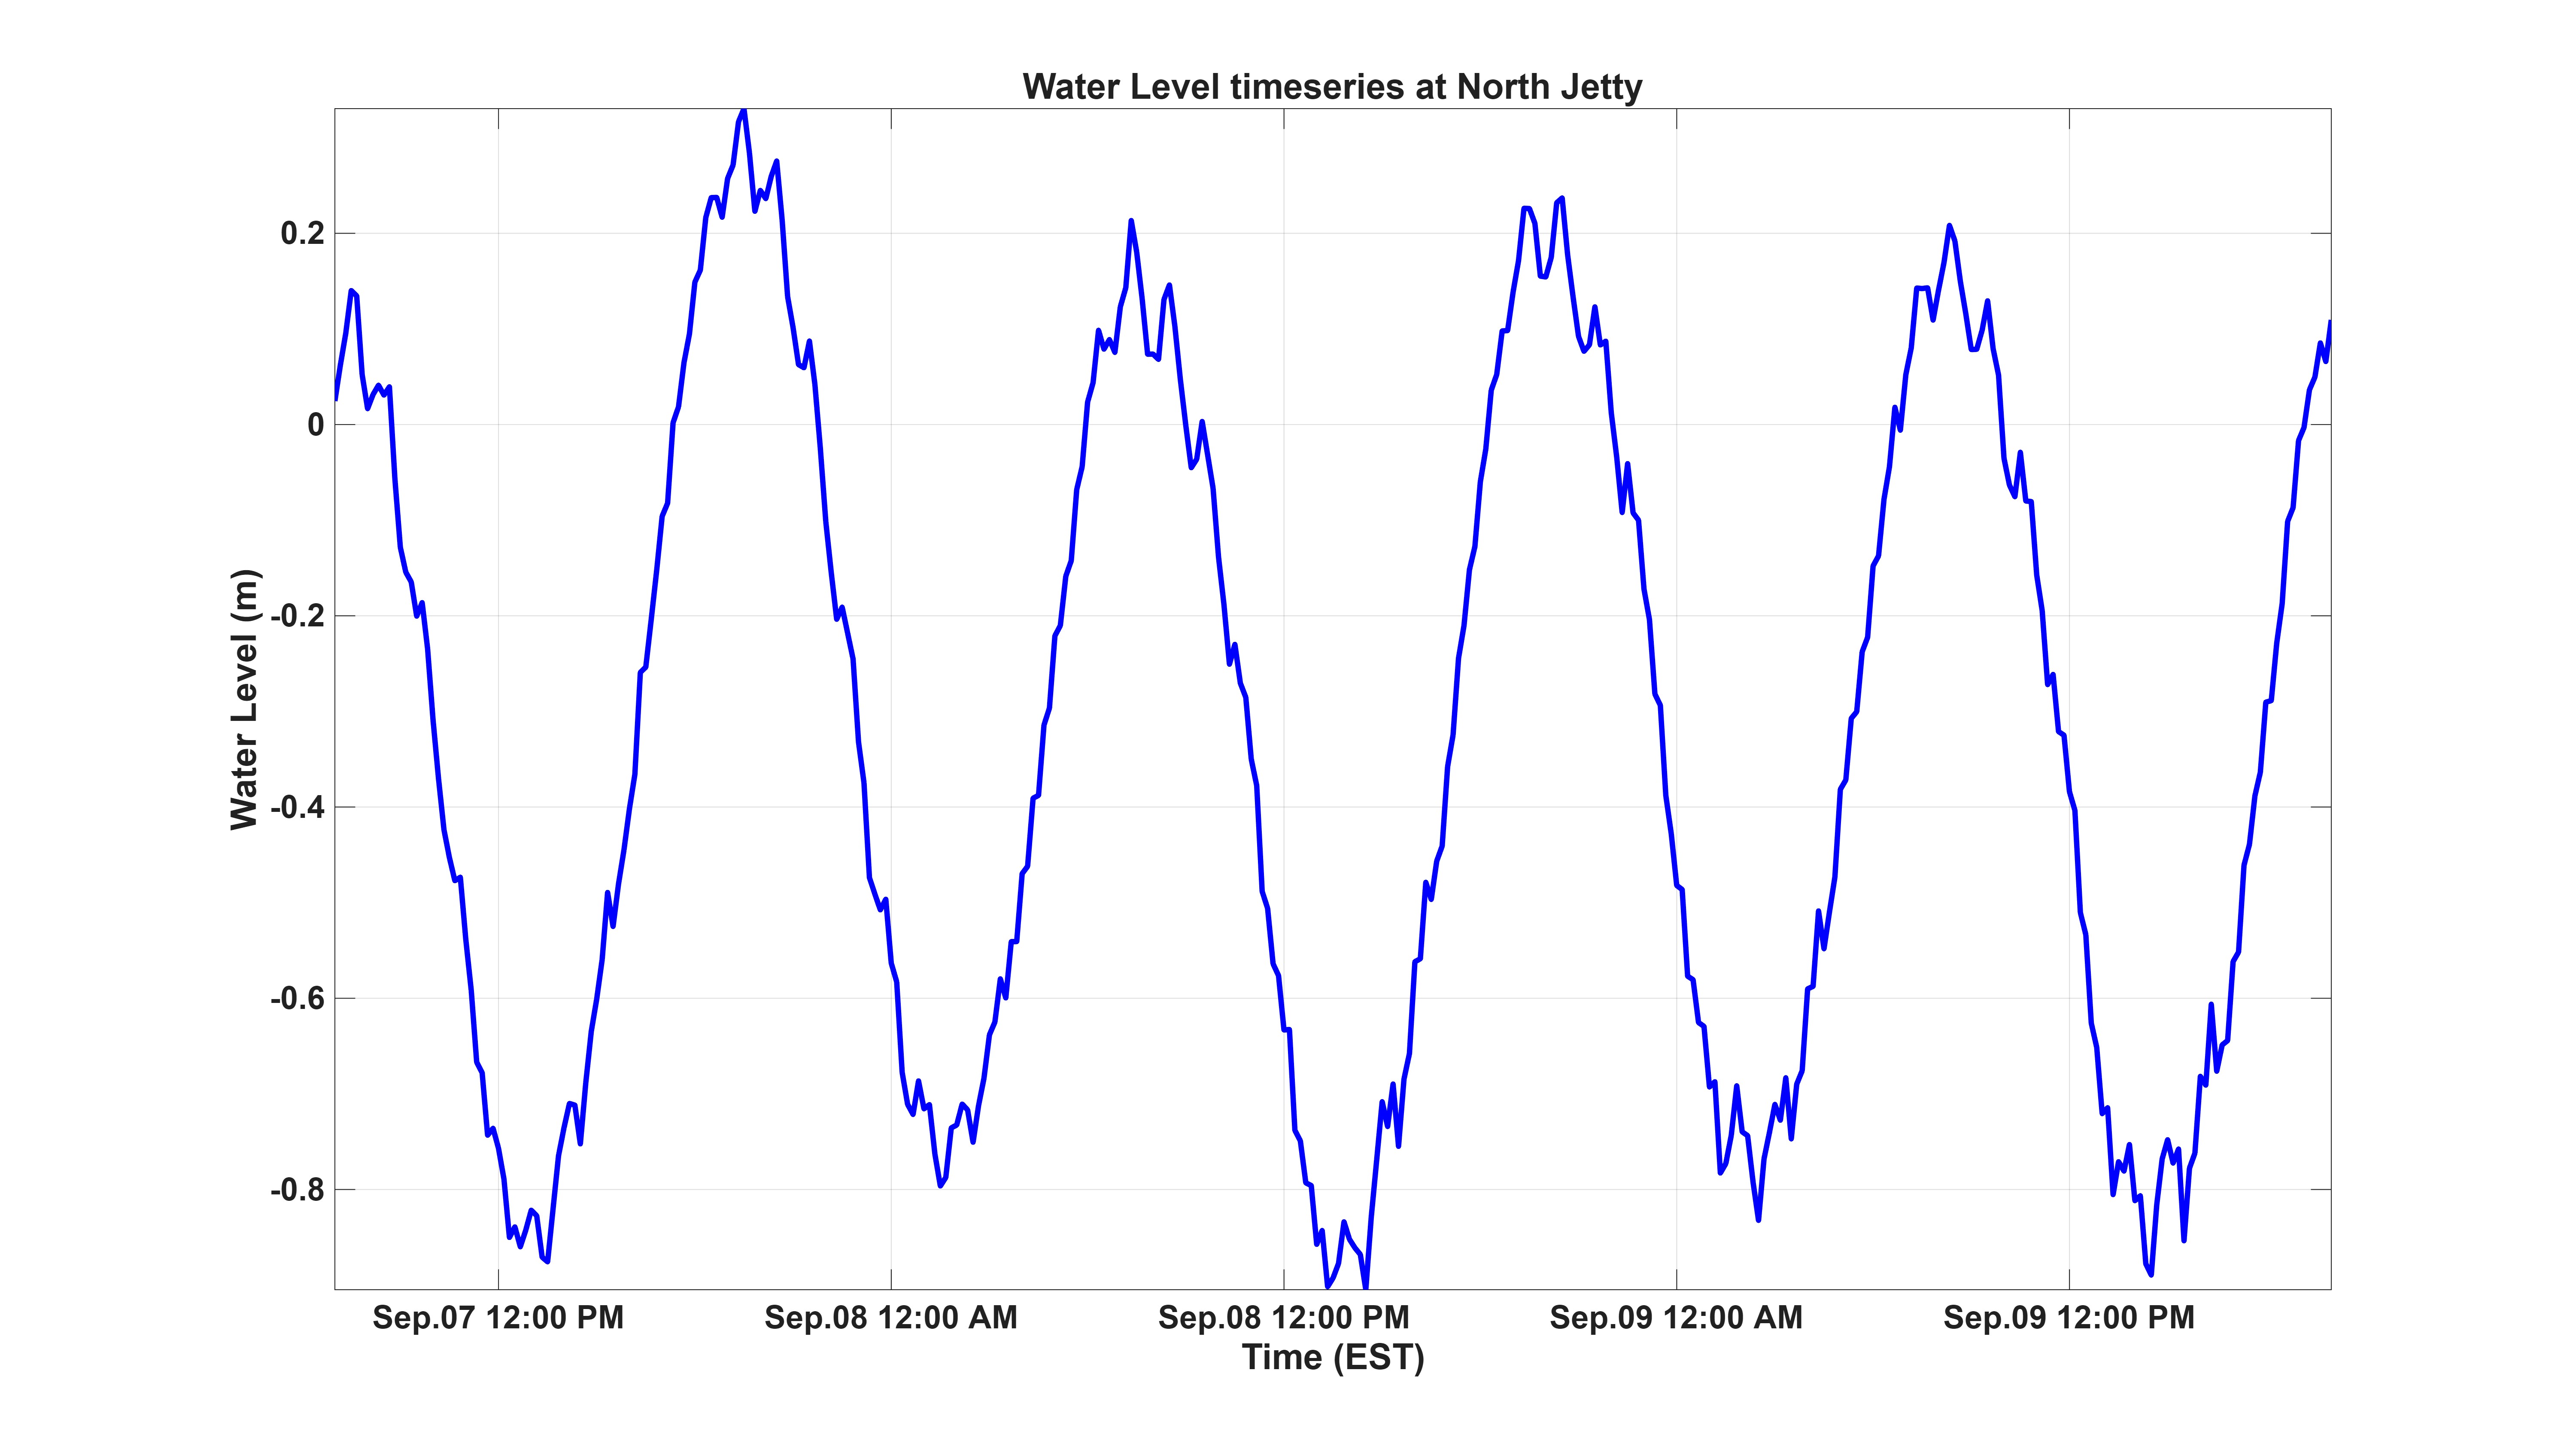 Water Level timeseries at North Jetty
Water Level (m)
0.2
0
-0.2
-0.4
-0.6
-0.8
Sep.07 12:00 PM
Sep.08 12:00 AM
Sep.08 12:00 PM
Sep.09 12:00 AM
Sep.09 12:00 PM
Time (EST)